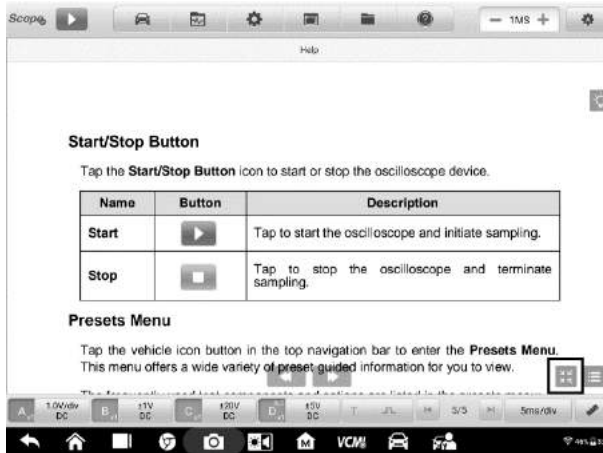 Scope
1MS
Help
Start/Stop Button
Tap the Start/Stop Button icon to start or stop the oscilloscope device.
Name Button Description
Start Tap to start the oscilloscope and initiate sampling.
Stop Tap to stop the oscilloscope and terminate
sampling.
Presets Menu
Tap the vehicle icon button in the top navigation bar to enter the Presets Menu.
This menu offers a wide variety of preset guided information for you to view.
A 1.0V/div DC B ±1V DC C ±20V DC D ±5V DC T 5/5 5ms/div
M VCMI